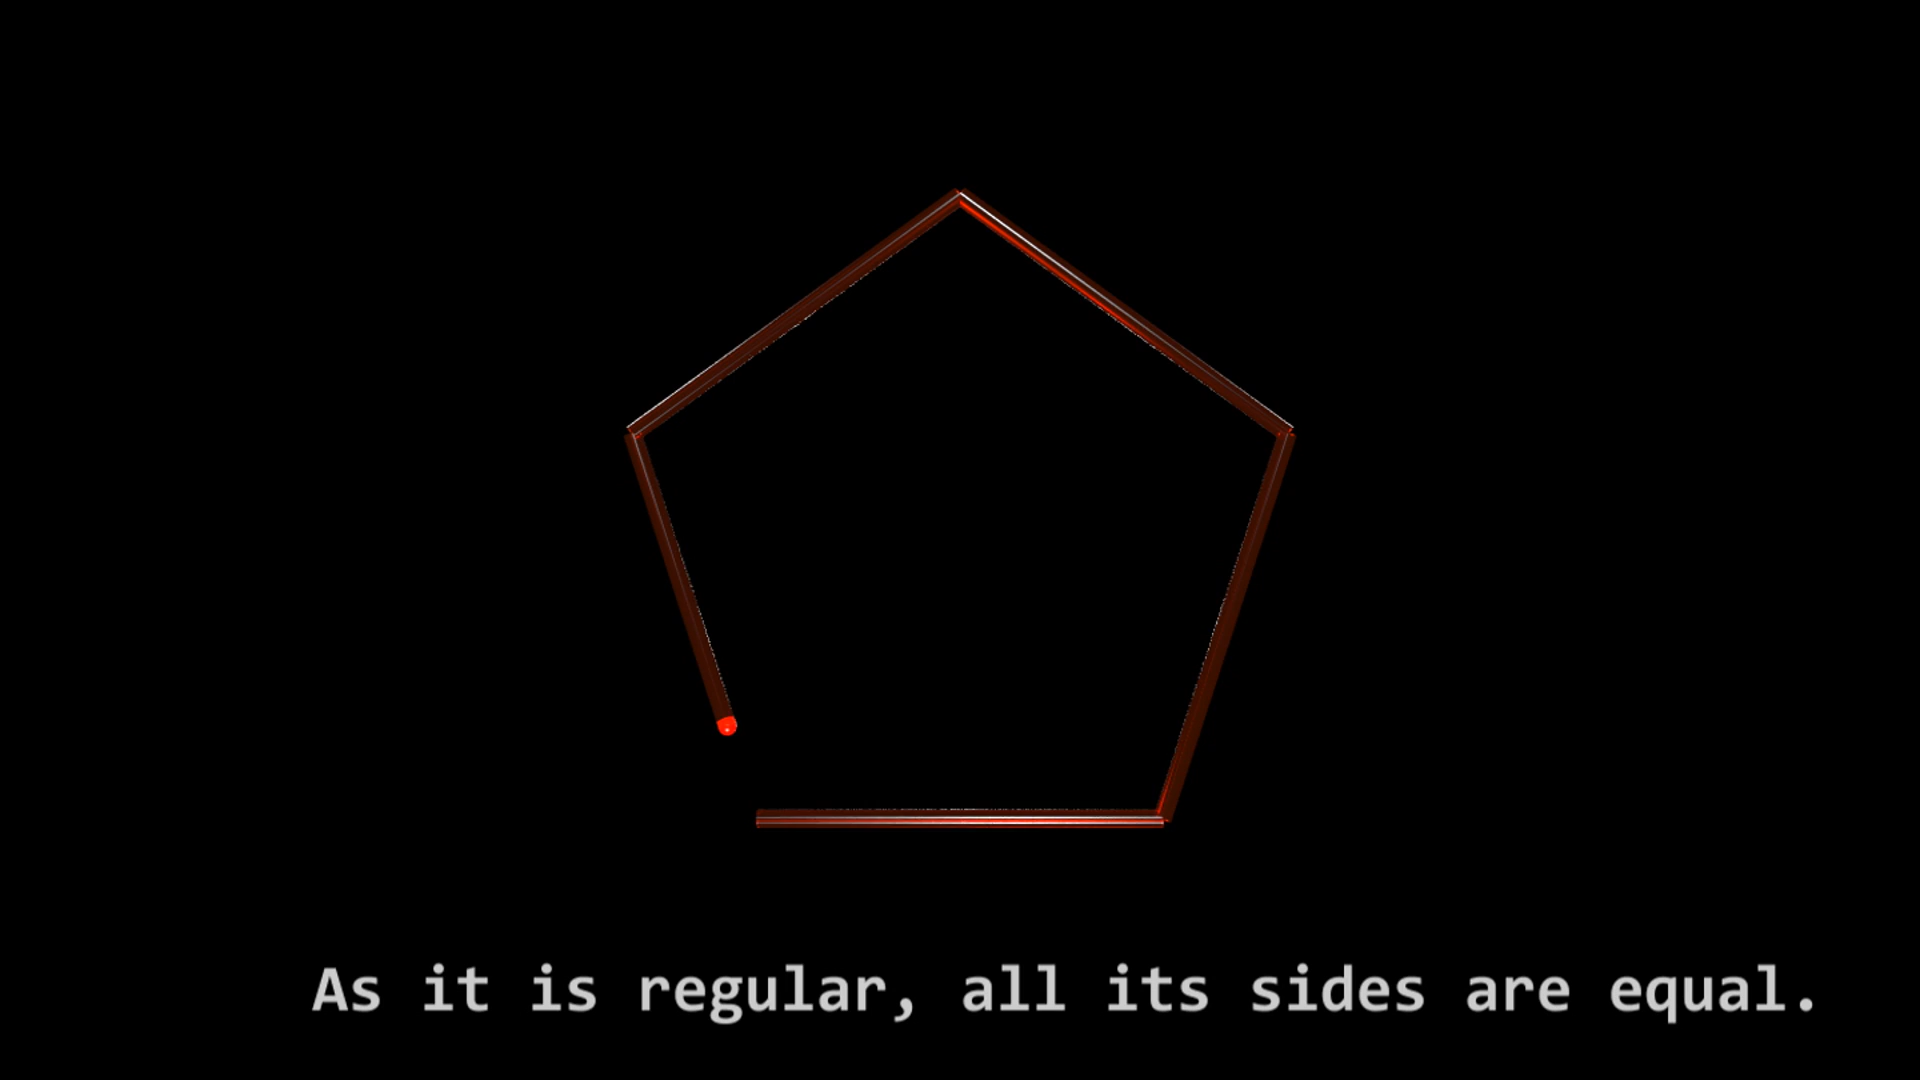 As it is regular, all its sides are equal.